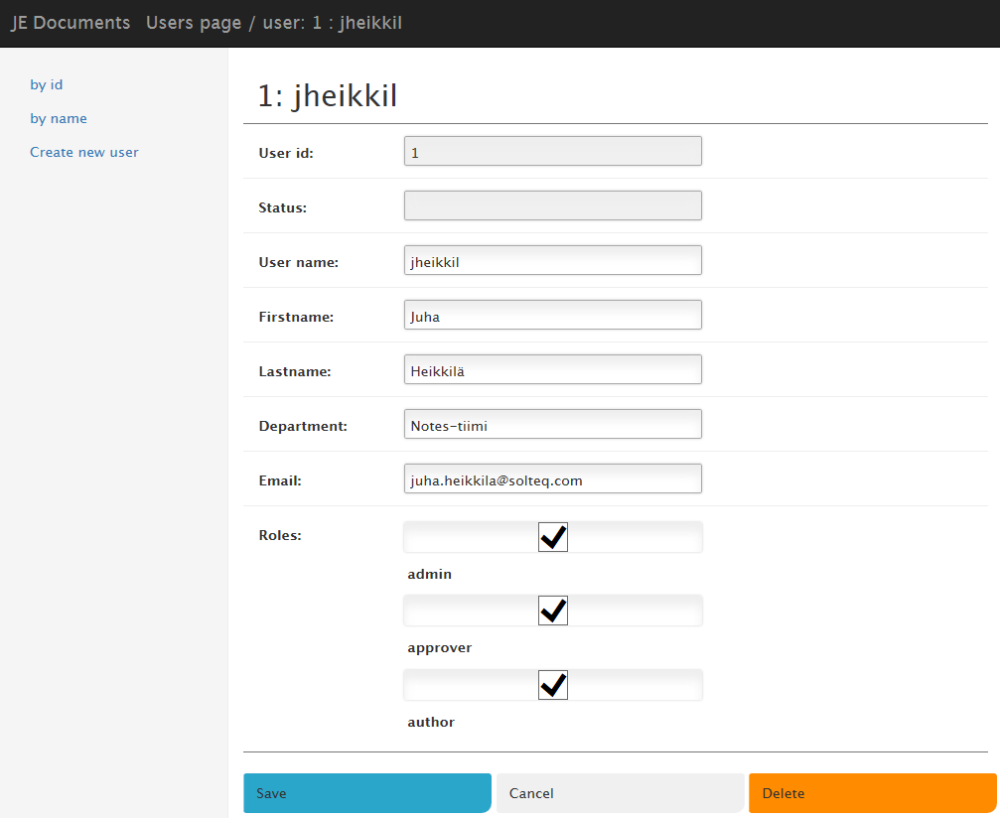 JE Documents Users page / user: 1 : jheikkil
by id
by name
Create new user
1: jheikkil
User id: 1
Status:
User name: jheikkil
Firstname: Juha
Lastname: Heikkilä
Department: Notes-tiimi
Email: juha.heikkila@solteq.com
Roles:
admin
approver
author
Save Cancel Delete